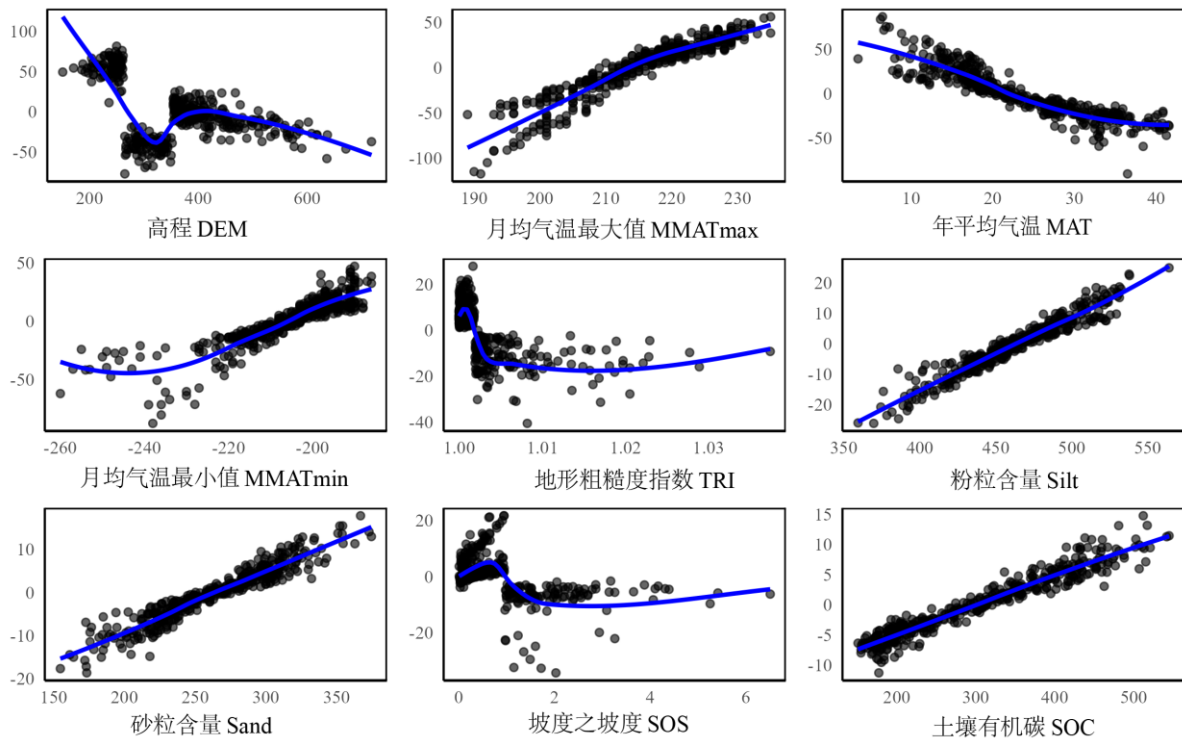 100
50
0
-50
200 400 600
高程 DEM
50
0
-50
-100
190 200 210 220 230
月均气温最大值 MMATmax
50
0
-50
10 20 30 40
年平均气温 MAT
50
0
-50
-260 -240 -220 -200
月均气温最小值 MMATmin
20
0
-20
-40
1.00 1.01 1.02 1.03
地形粗糙度指数 TRI
20
10
0
-10
-20
350 400 450 500 550
粉粒含量 Silt
10
0
-10
-20
150 200 250 300 350
砂粒含量 Sand
20
0
-20
0 2 4 6
坡度之坡度 SOS
15
10
5
0
-5
-10
200 300 400 500
土壤有机碳 SOC